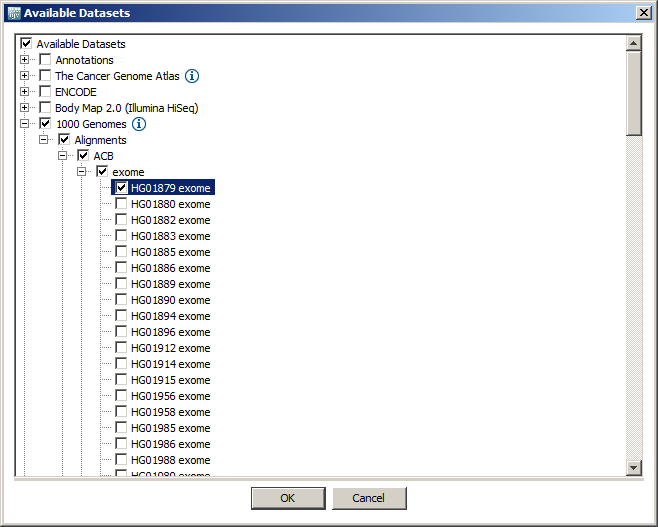 Available Datasets
Available Datasets
Annotations
The Cancer Genome Atlas
ENCODE
Body Map 2.0 (Illumina HiSeq)
1000 Genomes
Alignments
ACB
exome
HG01879 exome
HG01880 exome
HG01882 exome
HG01883 exome
HG01885 exome
HG01886 exome
HG01889 exome
HG01890 exome
HG01894 exome
HG01896 exome
HG01912 exome
HG01914 exome
HG01915 exome
HG01956 exome
HG01958 exome
HG01985 exome
HG01986 exome
HG01988 exome
HG01989 exome
OK Cancel